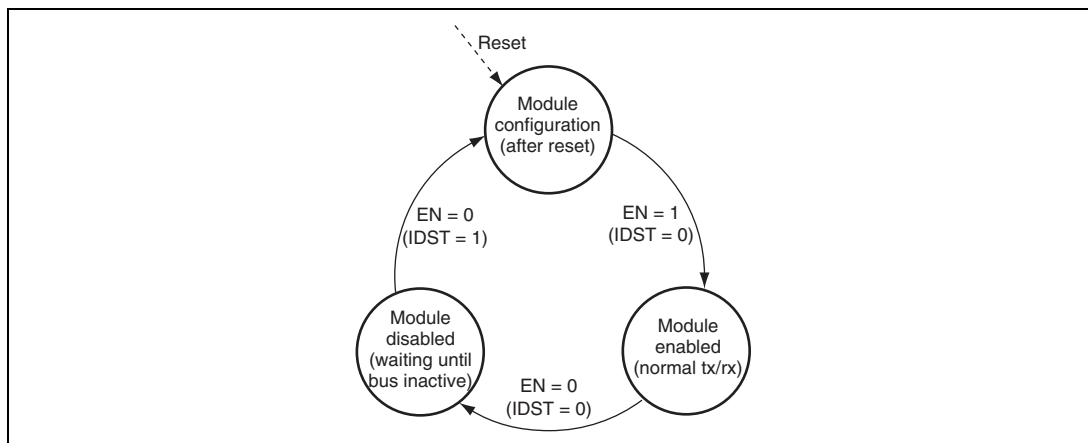 Reset
Module
configuration
(after reset)
EN = 0
(IDST = 1)
EN = 1
(IDST = 0)
Module
disabled
(waiting until
bus inactive)
Module
enabled
(normal tx/rx)
EN = 0
(IDST = 0)